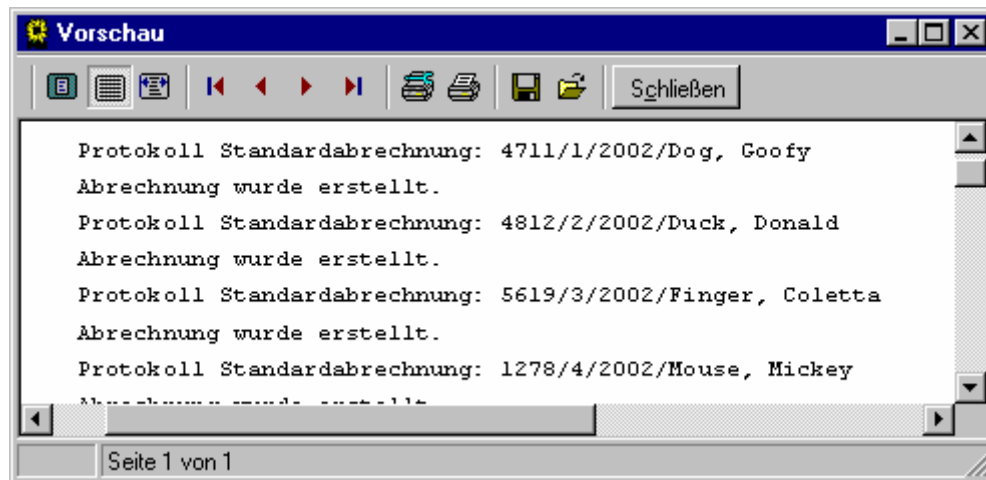 Vorschau
Schließen
Protokoll Standardabrechnung: 4711/1/2002/Dog, Goofy
Abrechnung wurde erstellt.
Protokoll Standardabrechnung: 4812/2/2002/Duck, Donald
Abrechnung wurde erstellt.
Protokoll Standardabrechnung: 5619/3/2002/Finger, Coletta
Abrechnung wurde erstellt.
Protokoll Standardabrechnung: 1278/4/2002/Mouse, Mickey
Seite 1 von 1